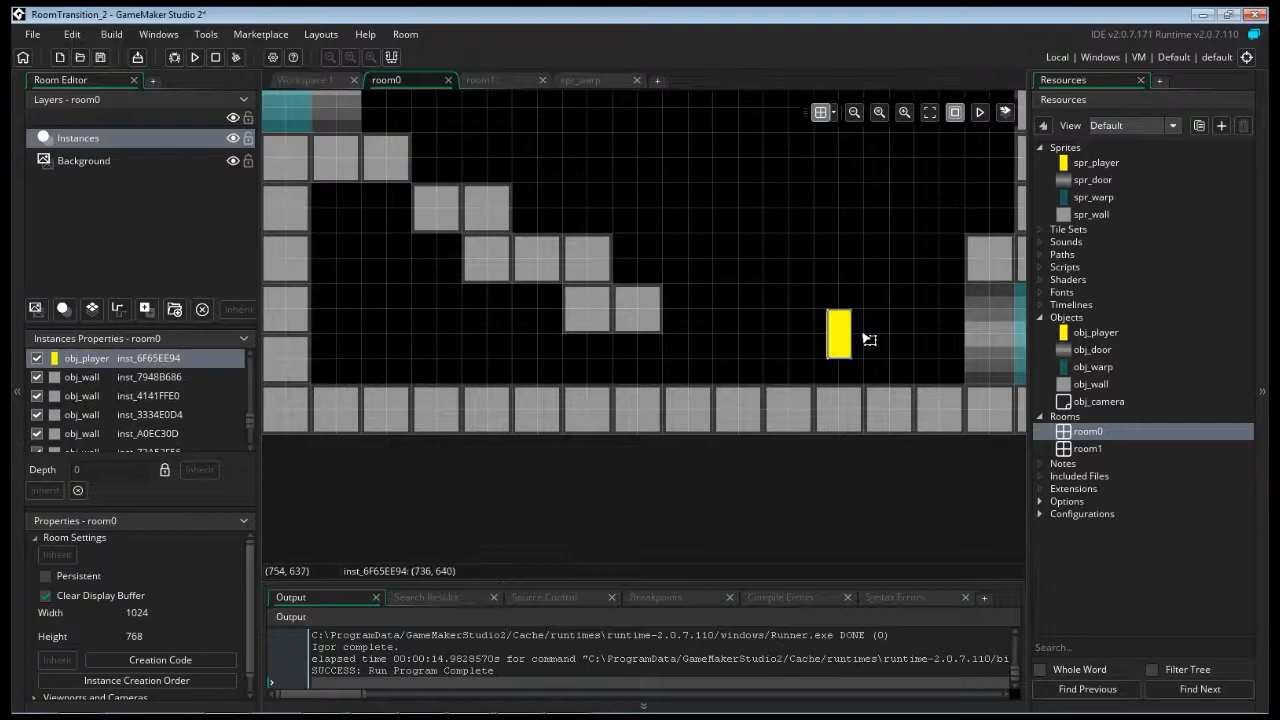 RoomTransition_2 - GameMaker Studio 2*
File Edit Build Windows Tools Marketplace Layouts Help Room
IDE v2.0.7.171 Runtime v2.0.7.110
Local | Windows | VM | Default | default
Room Editor
Workspace 1 room0 room1 spr_warp
Resources
Layers - room0
Resources
View Default
Instances
Background
Sprites
spr_player
spr_door
spr_warp
spr_wall
Tile Sets
Sounds
Paths
Scripts
Shaders
Fonts
Timelines
Objects
obj_player
obj_door
obj_warp
obj_wall
obj_camera
Rooms
room0
room1
Notes
Included Files
Extensions
Options
Configurations
Inherit
Instances Properties - room0
obj_player inst_6F65EE94
obj_wall inst_7948B686
obj_wall inst_4141FFE0
obj_wall inst_3334E0D4
obj_wall inst_A0EC30D
Depth 0 Inherit
Inherit
Properties - room0
Room Settings
Inherit
Persistent
Clear Display Buffer
Width 1024
Height 768
Inherit Creation Code
Instance Creation Order
Viewports and Cameras
Inherit
(754, 637) inst_6F65EE94: (736, 640)
Output Search Results Source Control Breakpoints Compile Errors Syntax Errors
Output
C:\ProgramData/GameMakerStudio2/Cache/runtimes\runtime-2.0.7.110/windows/Runner.exe DONE (0)
Igor complete.
elapsed time 00:00:14.9828570s for command "C:\ProgramData/GameMakerStudio2/Cache/runtimes\runtime-2.0.7.110/bi
SUCCESS: Run Program Complete
Search...
Whole Word Filter Tree
Find Previous Find Next